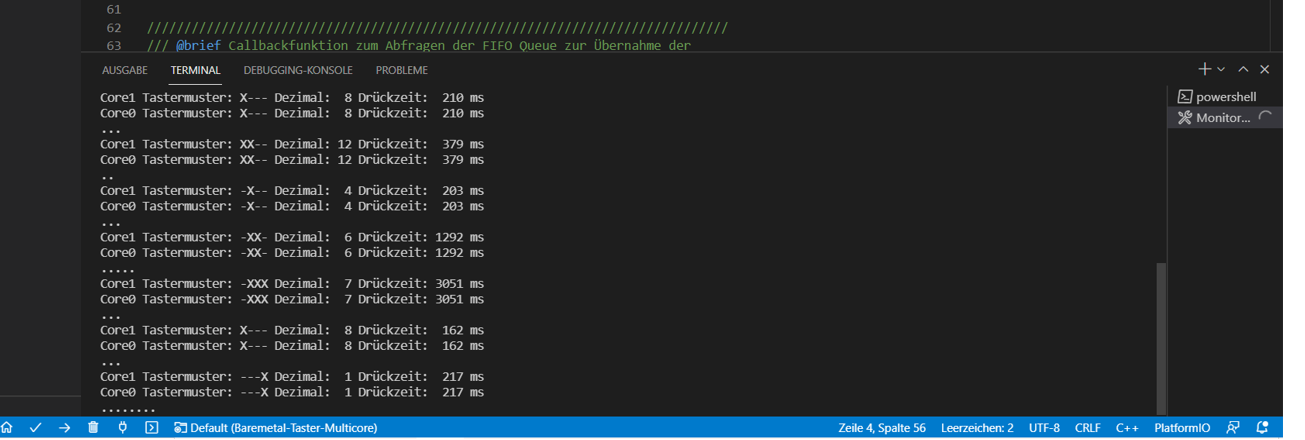 61
62 ///////////////////////////////////////////////////////////////////////////////////
63 /// @brief Callbackfunktion zum Abfragen der FIFO Queue zur Übernahme der
AUSGABE TERMINAL DEBUGGING-KONSOLE PROBLEME
Core1 Tastermuster: X--- Dezimal:  8 Drückzeit:  210 ms
Core0 Tastermuster: X--- Dezimal:  8 Drückzeit:  210 ms
...
Core1 Tastermuster: XX-- Dezimal: 12 Drückzeit:  379 ms
Core0 Tastermuster: XX-- Dezimal: 12 Drückzeit:  379 ms
..
Core1 Tastermuster: -X-- Dezimal:  4 Drückzeit:  203 ms
Core0 Tastermuster: -X-- Dezimal:  4 Drückzeit:  203 ms
...
Core1 Tastermuster: -XX- Dezimal:  6 Drückzeit: 1292 ms
Core0 Tastermuster: -XX- Dezimal:  6 Drückzeit: 1292 ms
.....
Core1 Tastermuster: -XXX Dezimal:  7 Drückzeit: 3051 ms
Core0 Tastermuster: -XXX Dezimal:  7 Drückzeit: 3051 ms
...
Core1 Tastermuster: X--- Dezimal:  8 Drückzeit:  162 ms
Core0 Tastermuster: X--- Dezimal:  8 Drückzeit:  162 ms
...
Core1 Tastermuster: ---X Dezimal:  1 Drückzeit:  217 ms
Core0 Tastermuster: ---X Dezimal:  1 Drückzeit:  217 ms
........
powershell
Monitor...
Default (Baremetal-Taster-Multicore) Zeile 4, Spalte 56 Leerzeichen: 2 UTF-8 CRLF C++ PlatformIO